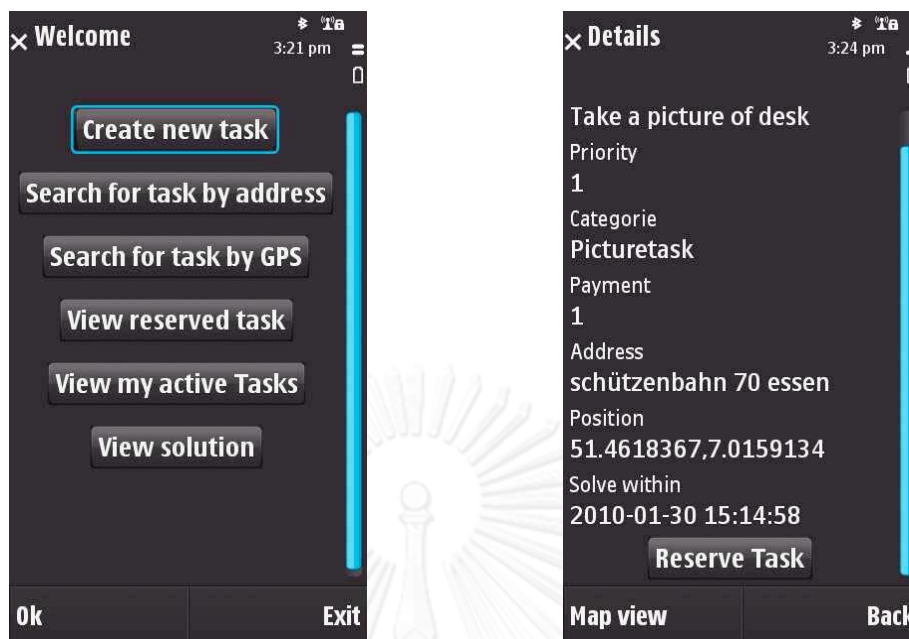 Welcome
3:21 pm
Create new task
Search for task by address
Search for task by GPS
View reserved task
View my active Tasks
View solution
Ok
Exit
Details
3:24 pm
Take a picture of desk
Priority
1
Categorie
Picturetask
Payment
1
Address
schützenbahn 70 essen
Position
51.4618367,7.0159134
Solve within
2010-01-30 15:14:58
Reserve Task
Map view
Back